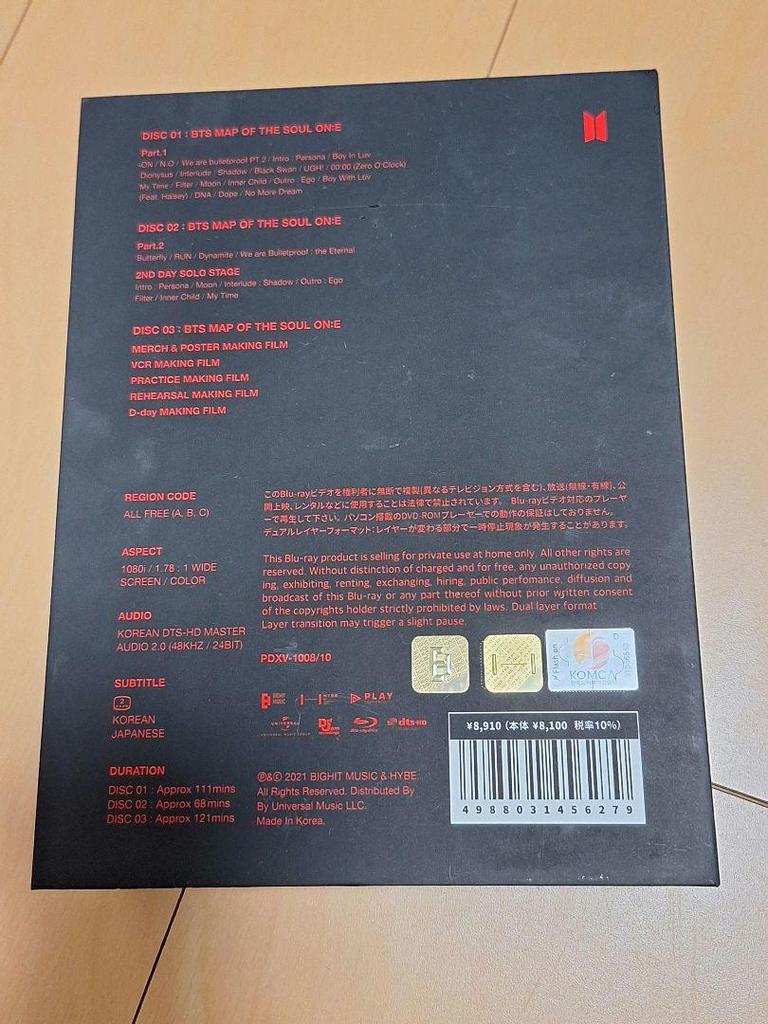 DISC 01 : BTS MAP OF THE SOUL ON:E
Part.1
ON / N.O / We are bulletproof PT.2 / Intro : Persona / Boy In Luv
Dionysus / Interlude : Shadow / Black Swan / UGH! / 00:00 (Zero O'Clock)
My Time / Filter / Moon / Inner Child / Outro : Ego / Boy With Luv
(Feat. Halsey) / DNA / Dope / No More Dream
DISC 02 : BTS MAP OF THE SOUL ON:E
Part.2
Butterfly / RUN / Dynamite / We are Bulletproof : the Eternal
2ND DAY SOLO STAGE
Intro : Persona / Moon / Interlude : Shadow / Outro : Ego
Filter / Inner Child / My Time
DISC 03 : BTS MAP OF THE SOUL ON:E
MERCH & POSTER MAKING FILM
VCR MAKING FILM
PRACTICE MAKING FILM
REHEARSAL MAKING FILM
D-day MAKING FILM
REGION CODE
ALL FREE (A, B, C)
ASPECT
1080i / 1.78 : 1 WIDE
SCREEN / COLOR
AUDIO
KOREAN DTS-HD MASTER
AUDIO 2.0 (48KHZ / 24BIT)
SUBTITLE
2
KOREAN
JAPANESE
DURATION
DISC 01 : Approx 111mins
DISC 02 : Approx 68mins
DISC 03 : Approx 121mins
このBlu-rayビデオを権利者に無断で複製(異なるテレビジョン方式を含む)、放送(無線・有線)、公
開上映、レンタルなどに使用することは法律で禁止されています。 Blu-rayビデオ対応のプレーヤ
ーで再生して下さい。パソコン搭載のDVD-ROMプレーヤーでの動作の保証はしておりません。
デュアルレイヤーフォーマット：レイヤーが変わる部分で一時停止現象が発生することがあります。
This Blu-ray product is selling for private use at home only. All other rights are
reserved. Without distinction of charged and for free, any unauthorized copy
ing, exhibiting, renting, exchanging, hiring, public perfomance, diffusion and
broadcast of this Blu-ray or any part thereof without prior written consent
of the copyrights holder strictly prohibited by laws. Dual layer format :
Layer transition may trigger a slight pause.
PDXV-1008/10
KOMCA
BIGHIT MUSIC
HYBE
PLAY
UNIVERSAL
UNIVERSAL MUSIC GROUP
Def Jam
Blu-ray Disc
dts-HD
℗&© 2021 BIGHIT MUSIC & HYBE.
All Rights Reserved. Distributed By
By Universal Music LLC.
Made In Korea.
¥8,910 (本体 ¥8,100 税率10%)
4988031456279